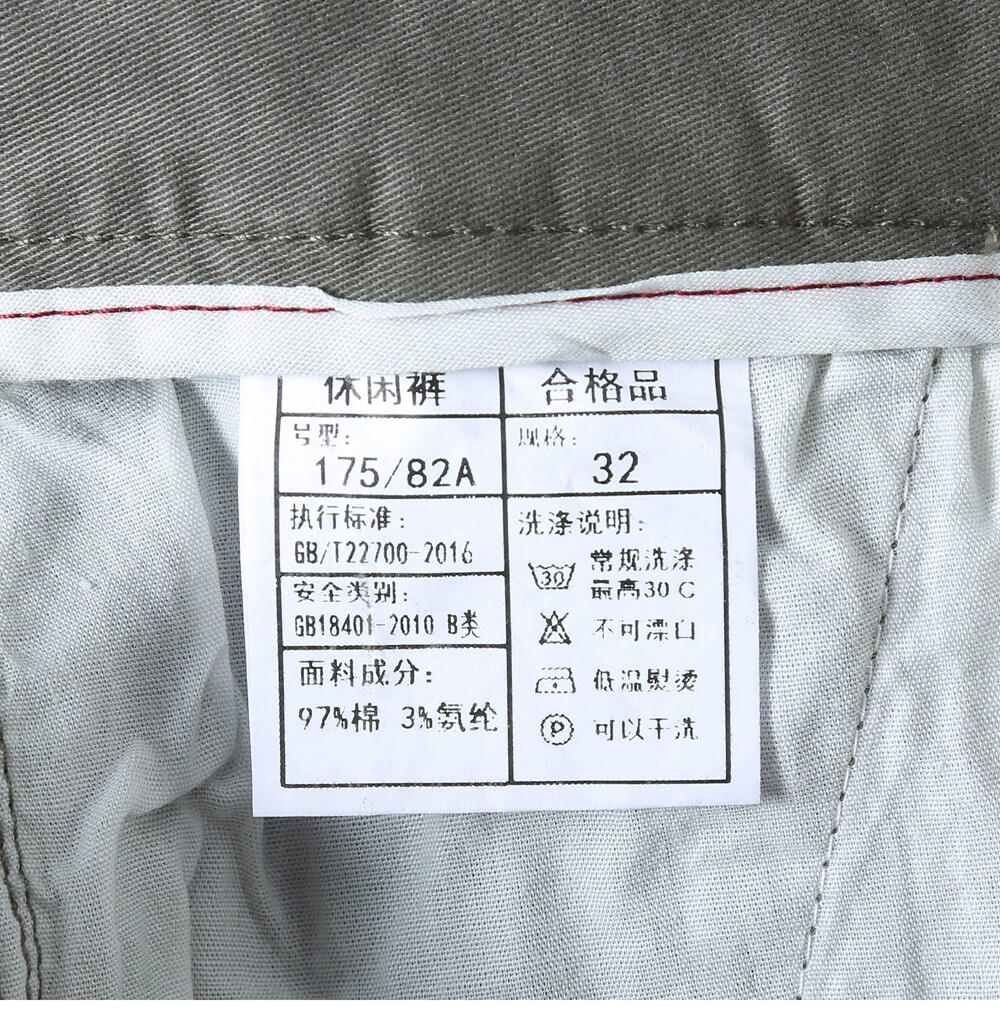 休闲裤 合格品
号型: 规格:
175/82A 32
执行标准:
GB/T22700-2016
安全类别:
GB18401-2010 B类
面料成分:
97%棉 3%氨纶
洗涤说明:
30 常规洗涤
最高30C
不可漂白
低温熨烫
P 可以干洗